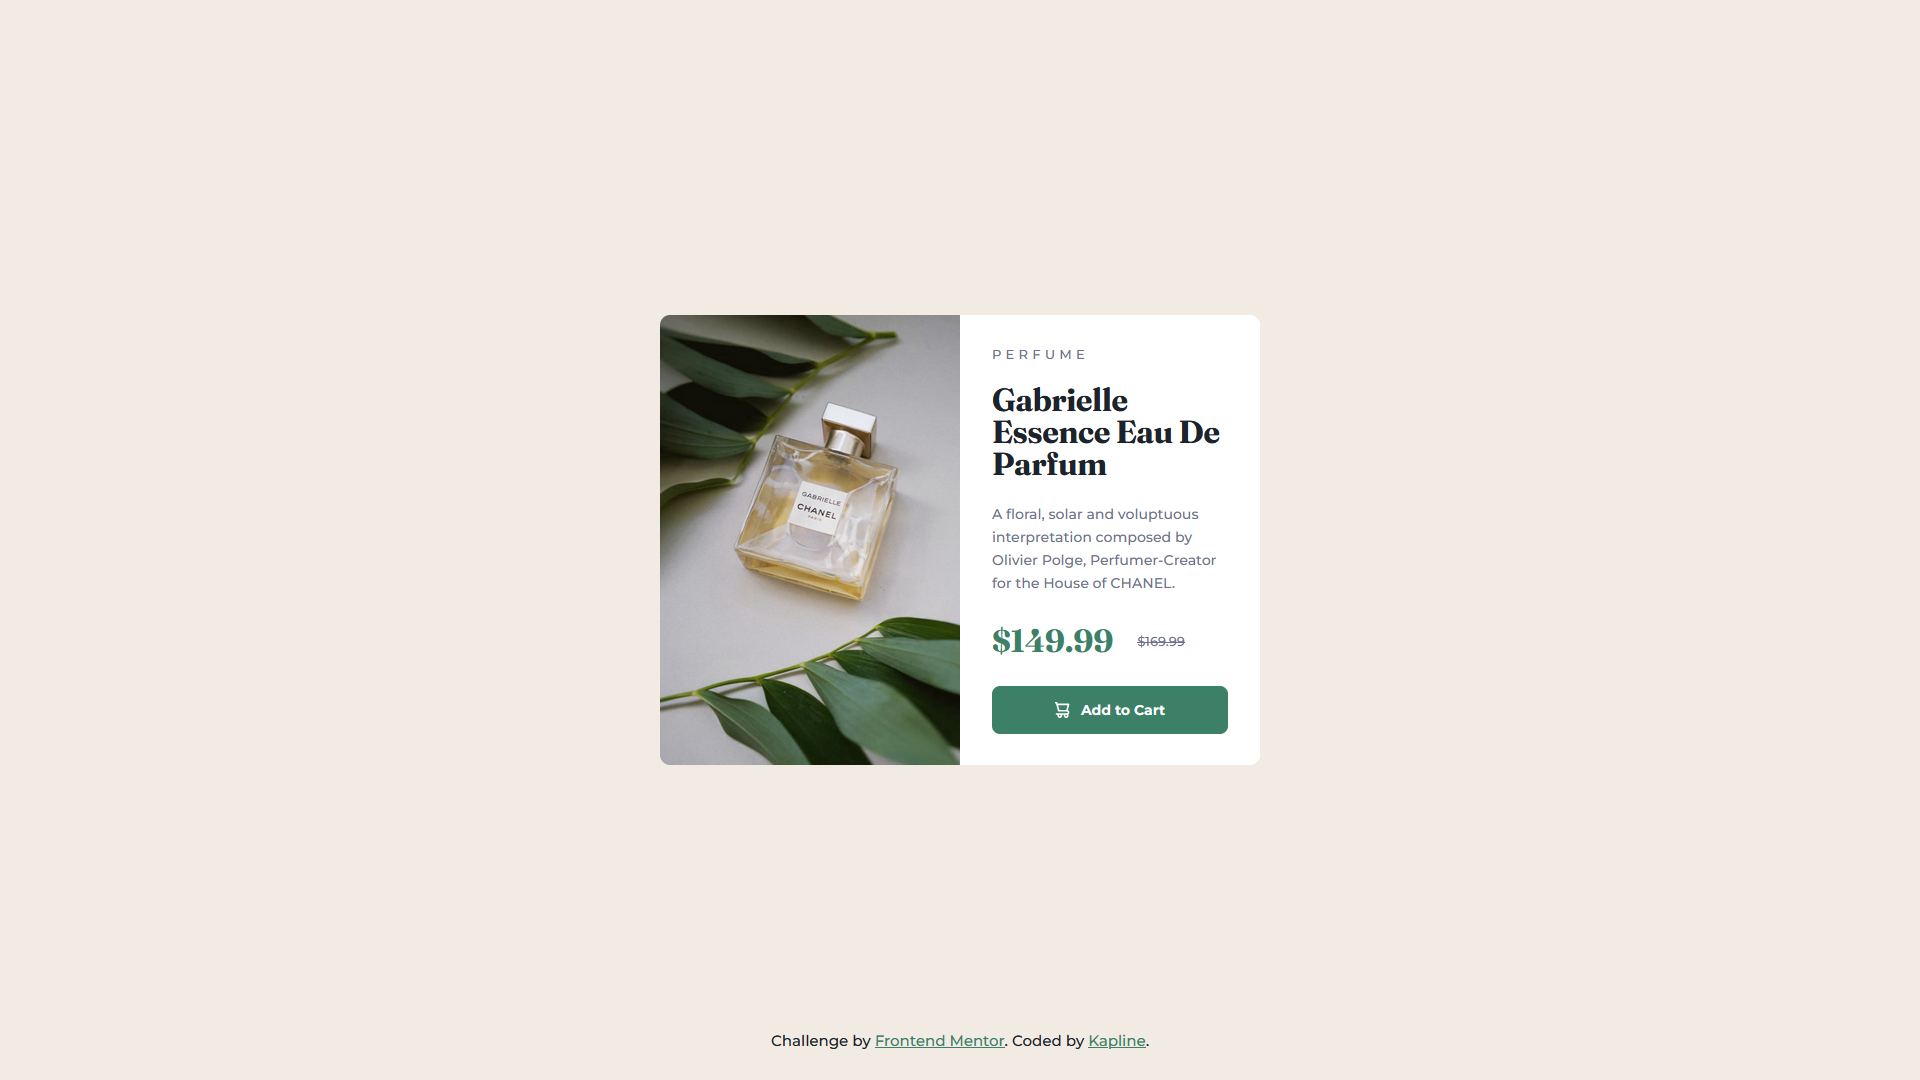 GABRIELLE
CHANEL
PARIS
PERFUME
Gabrielle
Essence Eau De
Parfum
A floral, solar and voluptuous
interpretation composed by
Olivier Polge, Perfumer-Creator
for the House of CHANEL.
$149.99 $169.99
Add to Cart
Challenge by Frontend Mentor. Coded by Kapline.